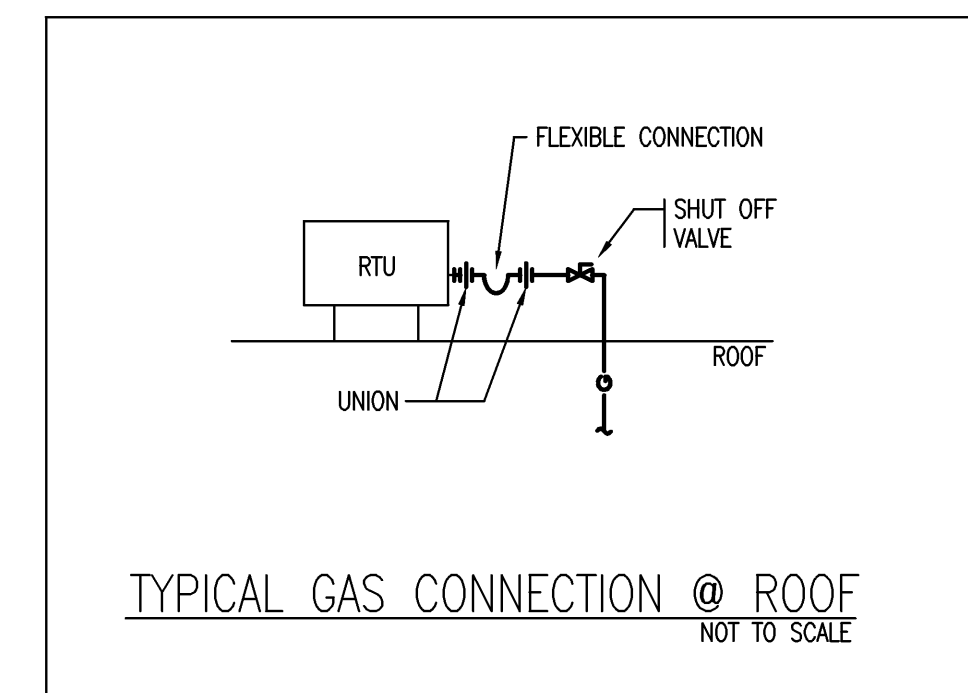 FLEXIBLE CONNECTION
SHUT OFF
VALVE
RTU
ROOF
G
UNION
TYPICAL GAS CONNECTION @ ROOF
NOT TO SCALE